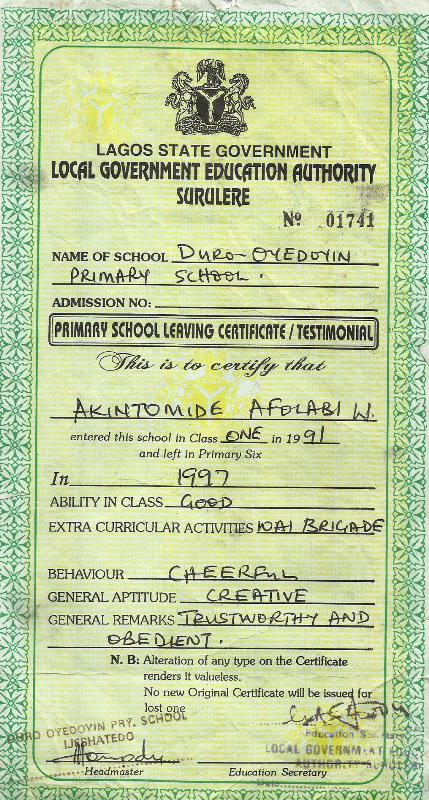 LAGOS STATE GOVERNMENT
LOCAL GOVERNMENT EDUCATION AUTHORITY
SURULERE
№ 01741
NAME OF SCHOOL DURO-OYEDOYIN
PRIMARY SCHOOL.
ADMISSION NO:
PRIMARY SCHOOL LEAVING CERTIFICATE / TESTIMONIAL
This is to certify that
AKINTOMIDE AFOLABI W.
entered this school in Class ONE in 1991
and left in Primary Six
In 1997
ABILITY IN CLASS GOOD
EXTRA CURRICULAR ACTIVITIES WAI BRIGADE
BEHAVIOUR CHEERFUL
GENERAL APTITUDE CREATIVE
GENERAL REMARKS TRUSTWORTHY AND
OBEDIENT.
N. B: Alteration of any type on the Certificate
renders it valueless.
No new Original Certificate will be issued for
lost one
DURO OYEDOYIN PRY. SCHOOL
IJESHATEDO
Education Secretary
LOCAL GOVERNMENT
AUTHORITY
Headmaster Education Secretary
Date